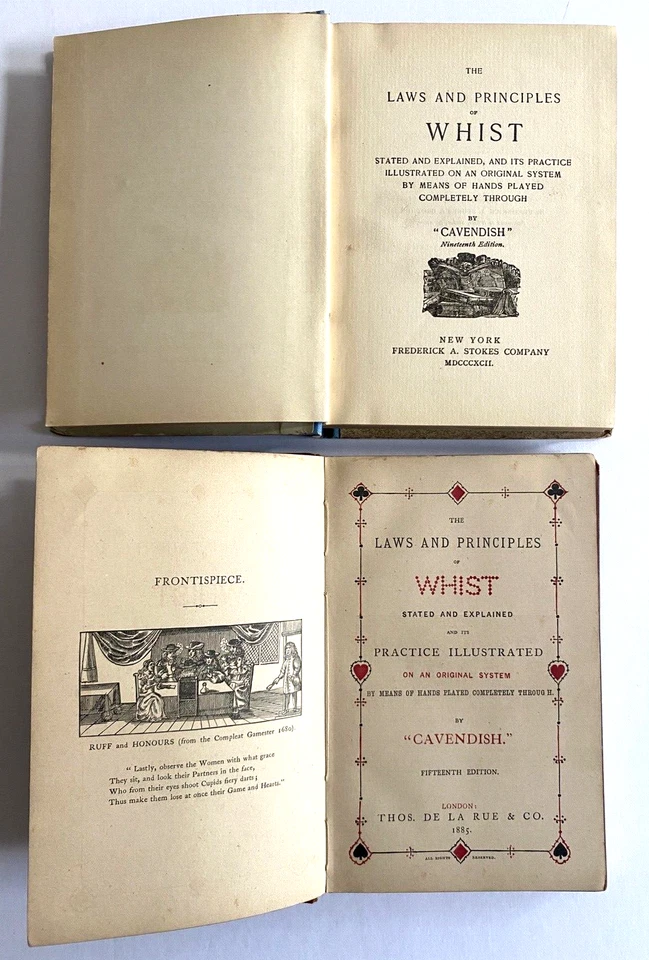 THE
LAWS AND PRINCIPLES
OF
WHIST
STATED AND EXPLAINED, AND ITS PRACTICE
ILLUSTRATED ON AN ORIGINAL SYSTEM
BY MEANS OF HANDS PLAYED
COMPLETELY THROUGH
BY
"CAVENDISH"
Nineteenth Edition.
NEW YORK
FREDERICK A. STOKES COMPANY
MDCCCXCII.
FRONTISPIECE.
RUFF and HONOURS (from the Compleat Gamester 1680)
"Lastly, observe the Women with what grace
They sit, and look their Partners in the face,
Who from their eyes shoot Cupids fiery darts;
Thus make them lose at once their Game and Hearts."
THE
LAWS AND PRINCIPLES
OF
WHIST
STATED AND EXPLAINED
AND ITS
PRACTICE ILLUSTRATED
ON AN ORIGINAL SYSTEM
BY MEANS OF HANDS PLAYED COMPLETELY THROUGH.
BY
"CAVENDISH."
FIFTEENTH EDITION.
LONDON:
THOS. DE LA RUE & CO.
1885.
ALL RIGHTS RESERVED.